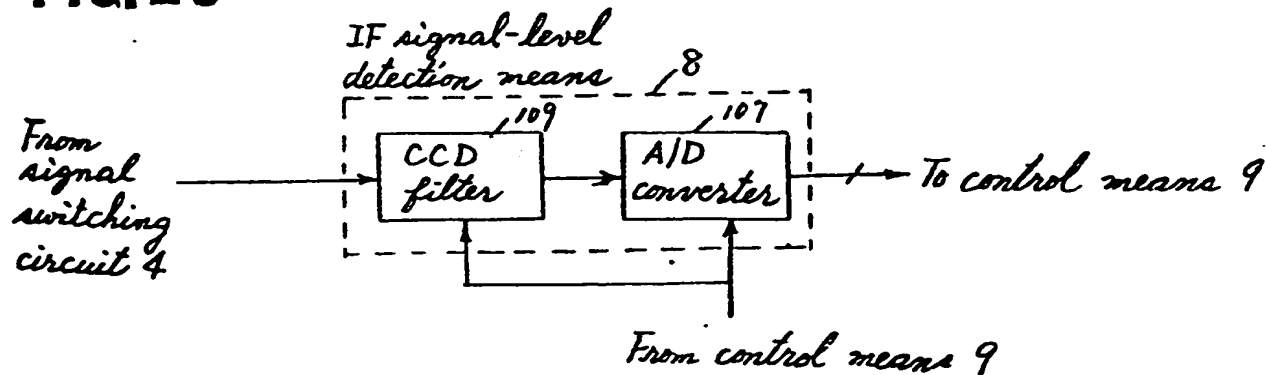 IF signal-level
detection means
8
109
107
From
signal
switching
circuit 4
CCD
filter
A/D
converter
To control means 9
From control means 9